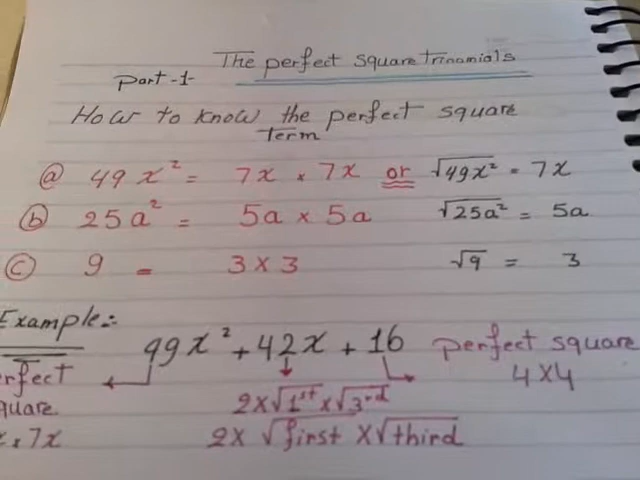 The perfect square trinomials
Part -1-
How to know the perfect square
term
ⓐ 49x² = 7x × 7x or √49x² = 7x
ⓑ 25a² = 5a × 5a √25a² = 5a
ⓒ 9 = 3×3 √9 = 3
Example:-
49x² + 42x + 16 perfect square
4×4
rfect
quare
2×√1st×√3rd
x 7x 2× √first ×√third